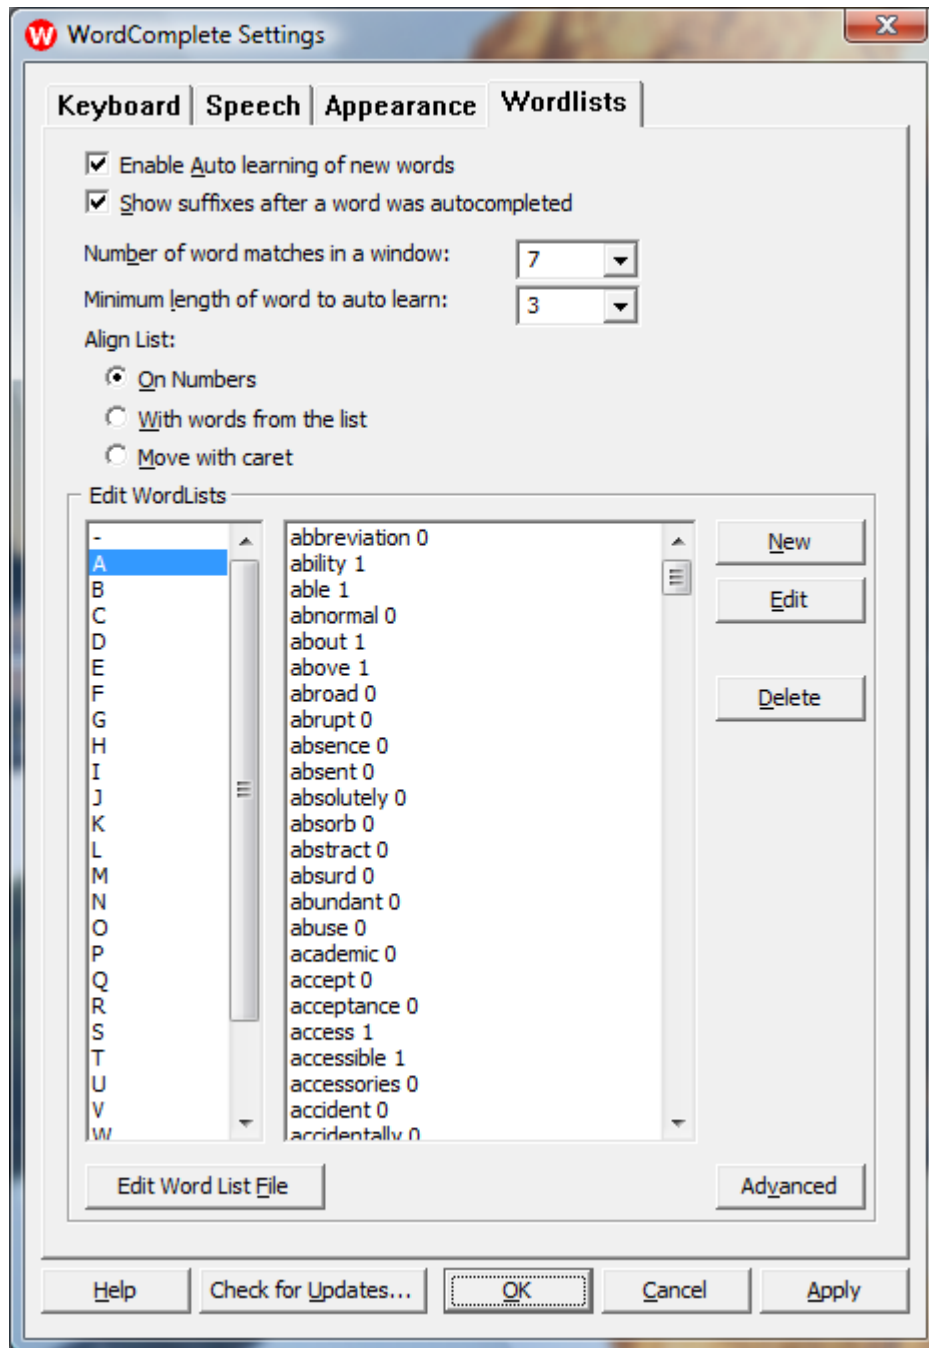 WordComplete Settings
Keyboard Speech Appearance Wordlists
Enable Auto learning of new words
Show suffixes after a word was autocompleted
Number of word matches in a window: 7
Minimum length of word to auto learn: 3
Align List:
On Numbers
With words from the list
Move with caret
Edit WordLists
-
A
B
C
D
E
F
G
H
I
J
K
L
M
N
O
P
Q
R
S
T
U
V
W
abbreviation 0
ability 1
able 1
abnormal 0
about 1
above 1
abroad 0
abrupt 0
absence 0
absent 0
absolutely 0
absorb 0
abstract 0
absurd 0
abundant 0
abuse 0
academic 0
accept 0
acceptance 0
access 1
accessible 1
accessories 0
accident 0
accidentally 0
New
Edit
Delete
Edit Word List File
Advanced
Help Check for Updates... OK Cancel Apply